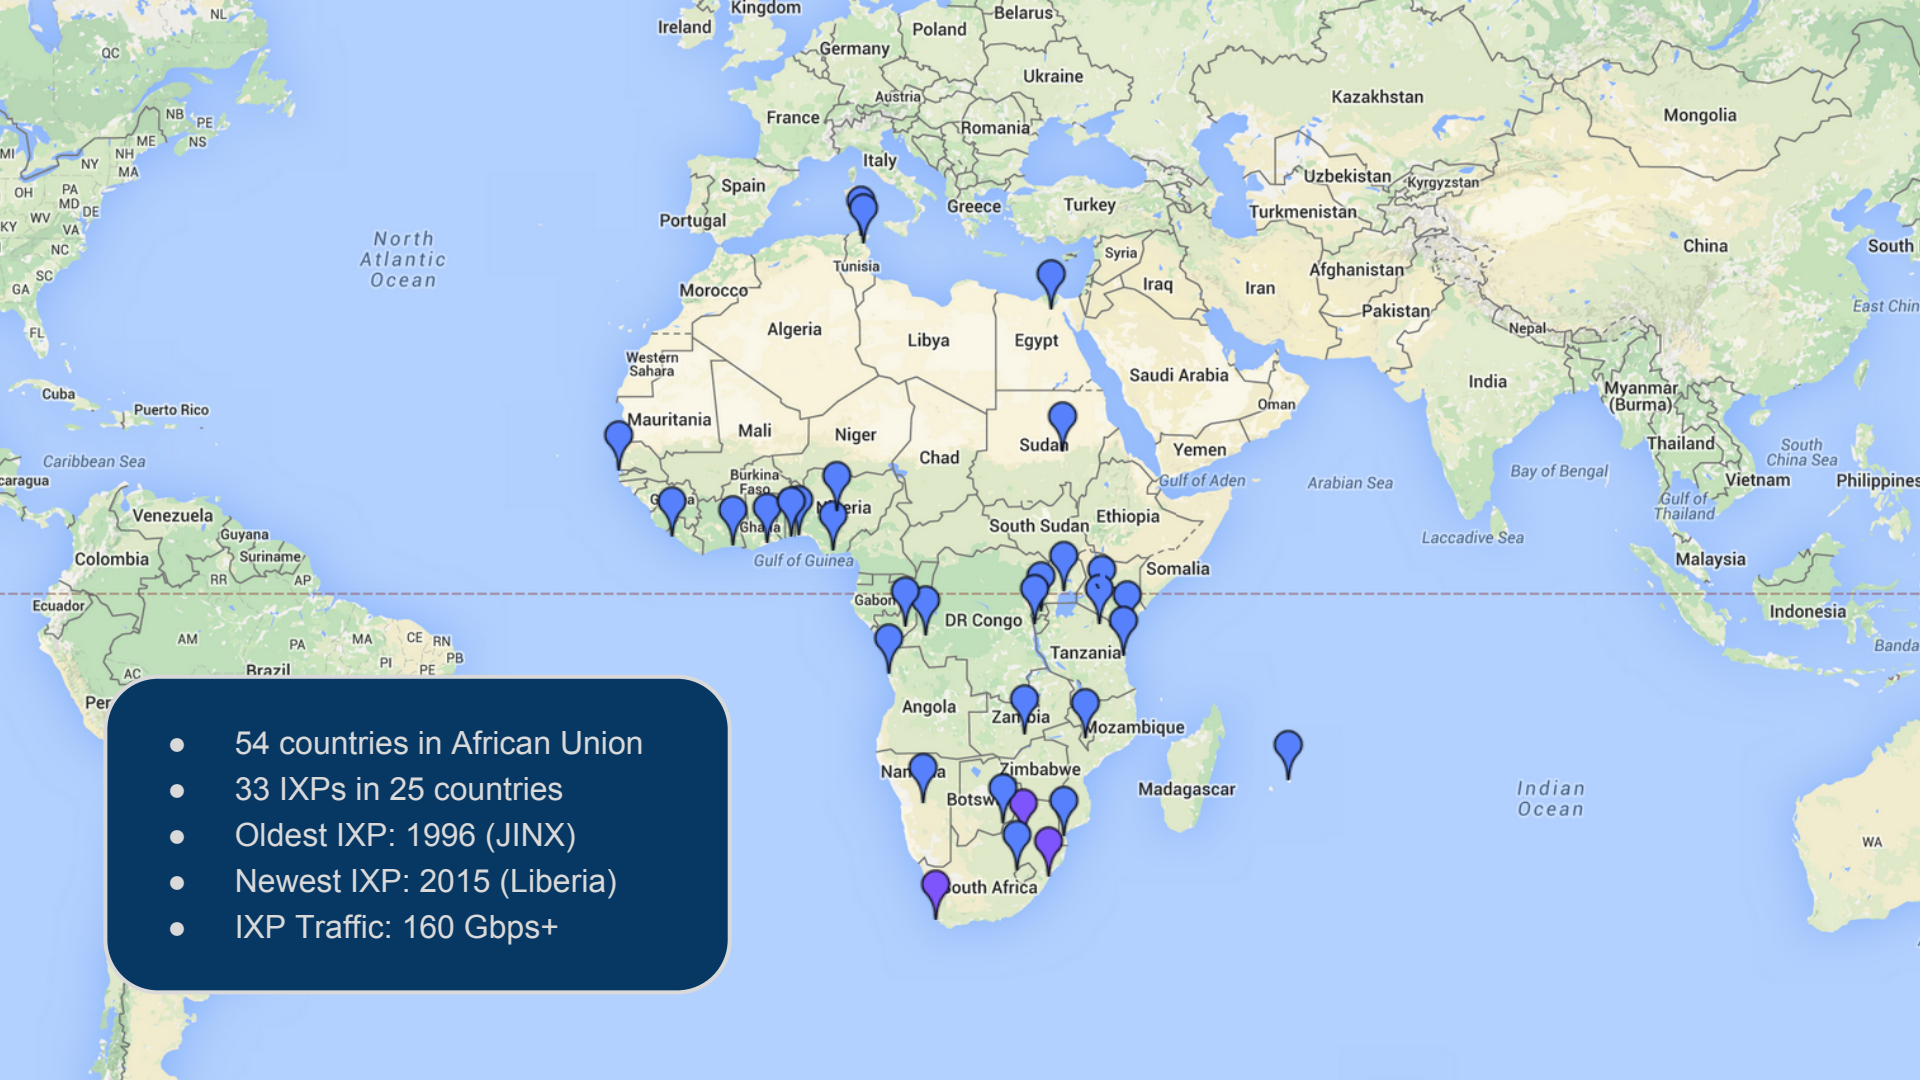 Kingdom
Belarus
NL
Ireland
Poland
Germany
QC
Ukraine
Austria
Kazakhstan
NB
PE
France
Romania
Mongolia
ME
NS
MI
NH
NY
MA
Italy
Uzbekistan
Kyrgyzstan
OH
PA
Spain
MD
DE
WV
Greece
Turkey
Turkmenistan
KY
VA
Portugal
North
Atlantic
Ocean
NC
Syria
China
South
Tunisia
Afghanistan
SC
GA
Morocco
Iraq
Iran
East Chin
Pakistan
FL
Algeria
Libya
Egypt
Nepal
Western
Sahara
Saudi Arabia
India
Myanmar
(Burma)
Cuba
Puerto Rico
Oman
Mauritania
Mali
Niger
Sudan
Thailand
South
China Sea
Caribbean Sea
Chad
Yemen
Bay of Bengal
caragua
Burkina
Faso
Gulf of Aden
Arabian Sea
Vietnam
Philippines
Gulf of
Thailand
Venezuela
Ghana
South Sudan
Ethiopia
Guyana
Laccadive Sea
Colombia
Suriname
Gulf of Guinea
Somalia
Malaysia
RR
AP
Ecuador
Gabon
DR Congo
Indonesia
AM
PA
MA
CE
RN
Tanzania
Banda
AC
Brazil
PI
PE
PB
Per
Angola
Zambia
Mozambique
Zimbabwe
Madagascar
Indian
Ocean
Botsw
WA
South Africa
● 54 countries in African Union
● 33 IXPs in 25 countries
● Oldest IXP: 1996 (JINX)
● Newest IXP: 2015 (Liberia)
● IXP Traffic: 160 Gbps+